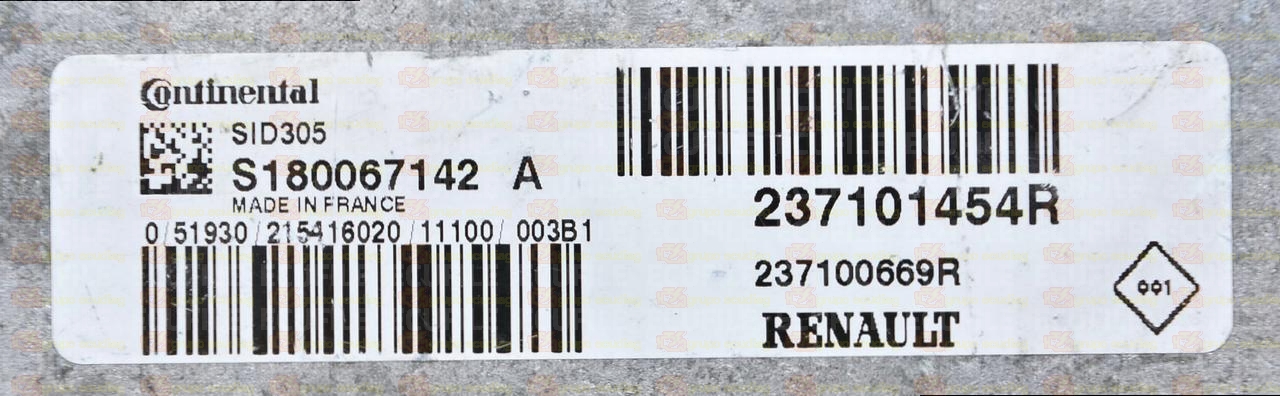 Continental
SID305
S180067142 A
MADE IN FRANCE
0/51930/215416020/11100/003B1
237101454R
237100669R
RENAULT
001